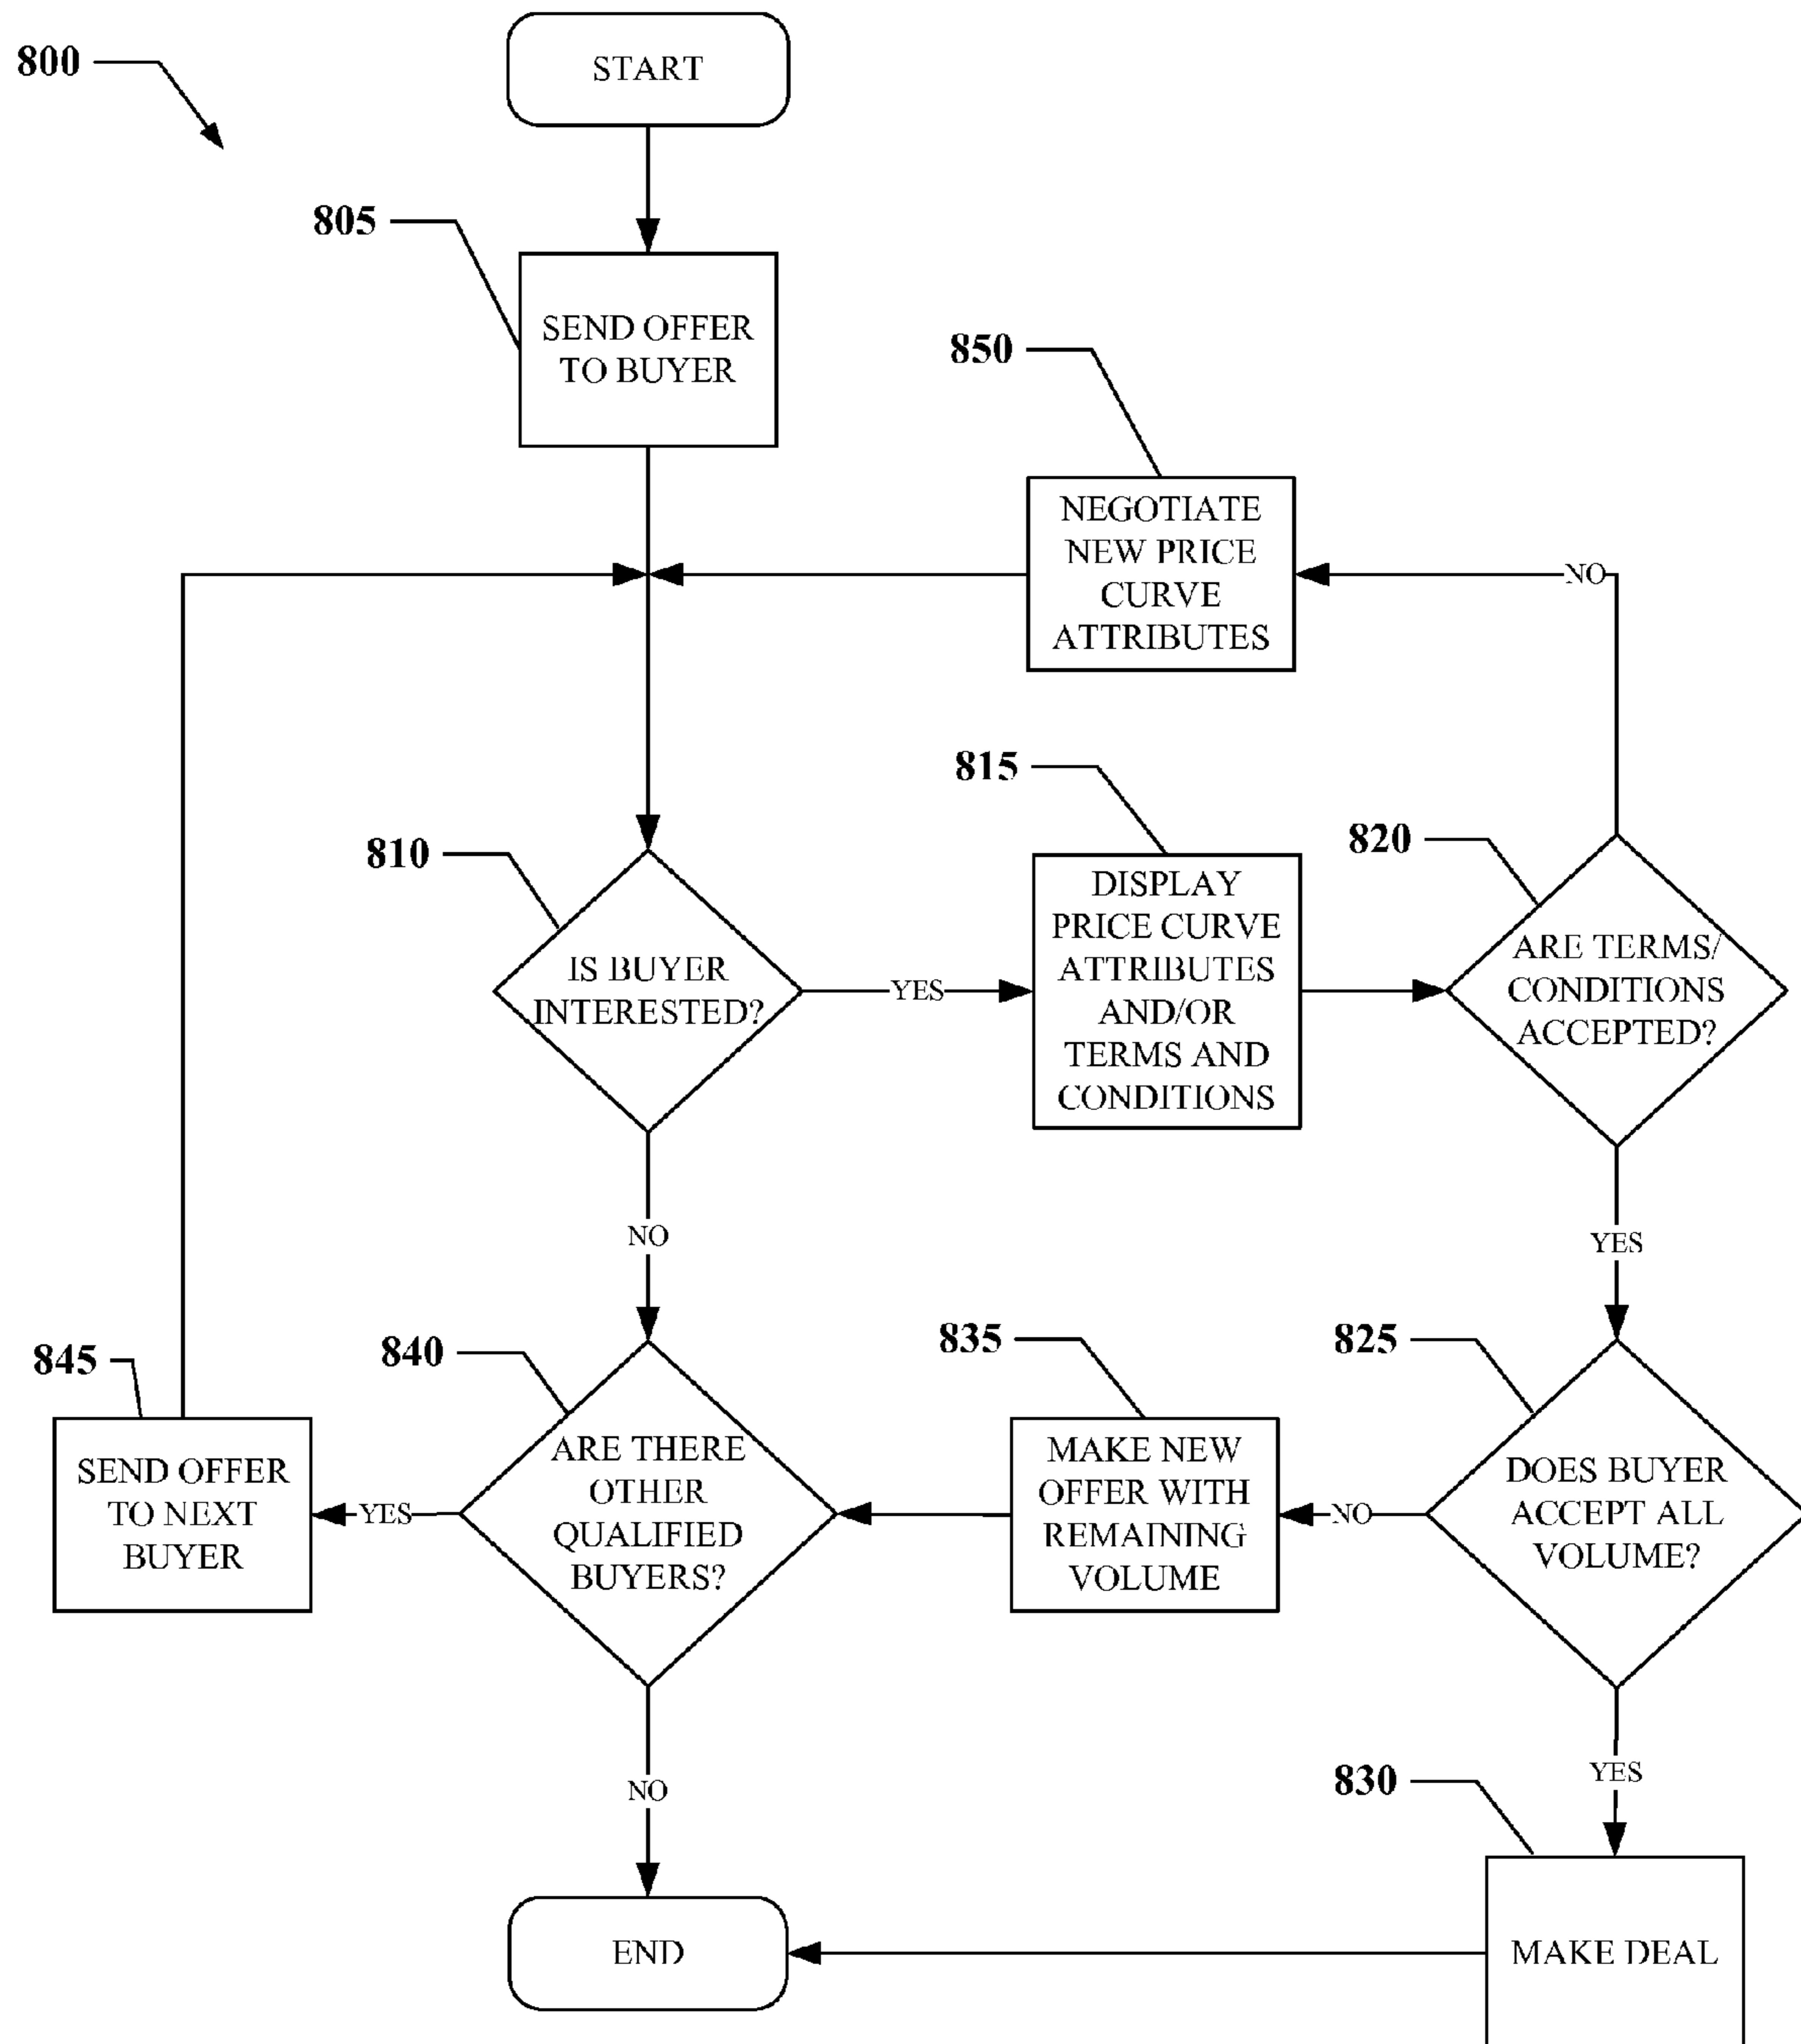 800
START
805
SEND OFFER
TO BUYER
850
NEGOTIATE
NEW PRICE
CURVE
ATTRIBUTES
NO
815
820
810
DISPLAY
PRICE CURVE
ATTRIBUTES
AND/OR
TERMS AND
CONDITIONS
IS BUYER
INTERESTED?
YES
ARE TERMS/
CONDITIONS
ACCEPTED?
NO
YES
845
840
835
825
SEND OFFER
TO NEXT
BUYER
YES
ARE THERE
OTHER
QUALIFIED
BUYERS?
MAKE NEW
OFFER WITH
REMAINING
VOLUME
NO
DOES BUYER
ACCEPT ALL
VOLUME?
NO
YES
830
END
MAKE DEAL